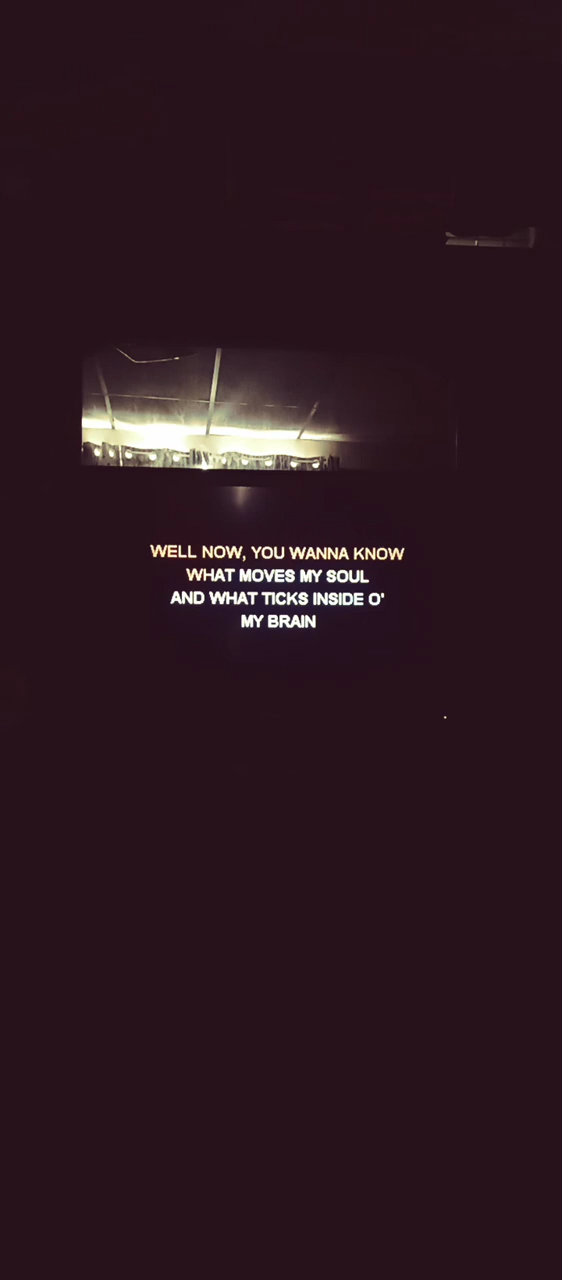 WELL NOW, YOU WANNA KNOW
WHAT MOVES MY SOUL
AND WHAT TICKS INSIDE O'
MY BRAIN